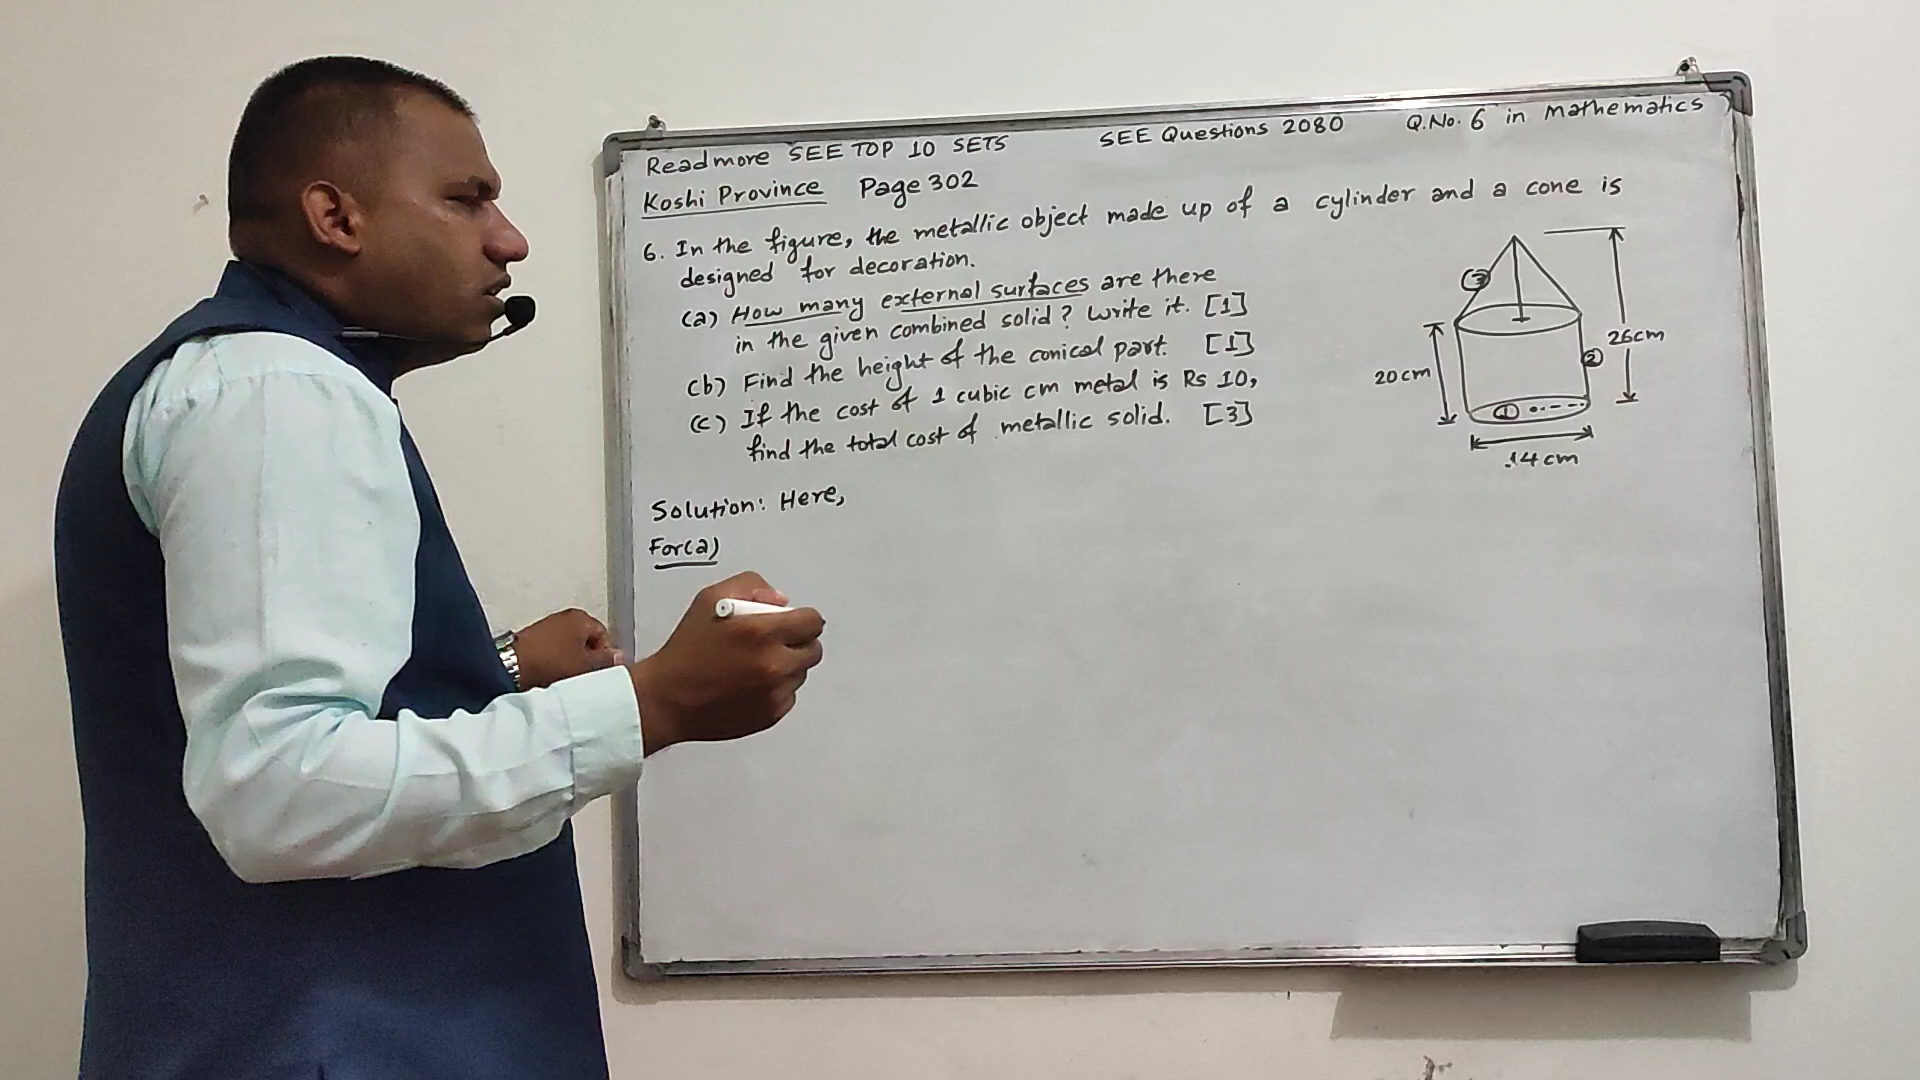 Readmore SEE TOP 10 SETS SEE Questions 2080 Q.No. 6 in Mathematics
Koshi Province Page 302
6. In the figure, the metallic object made up of a cylinder and a cone is
designed for decoration.
(a) How many external surfaces are there
in the given combined solid? Write it. [1]
(b) Find the height of the conical part. [1]
(c) If the cost of 1 cubic cm metal is Rs 10,
find the total cost of metallic solid. [3]
3
26cm
2
20cm
1
14cm
Solution: Here,
For(a)